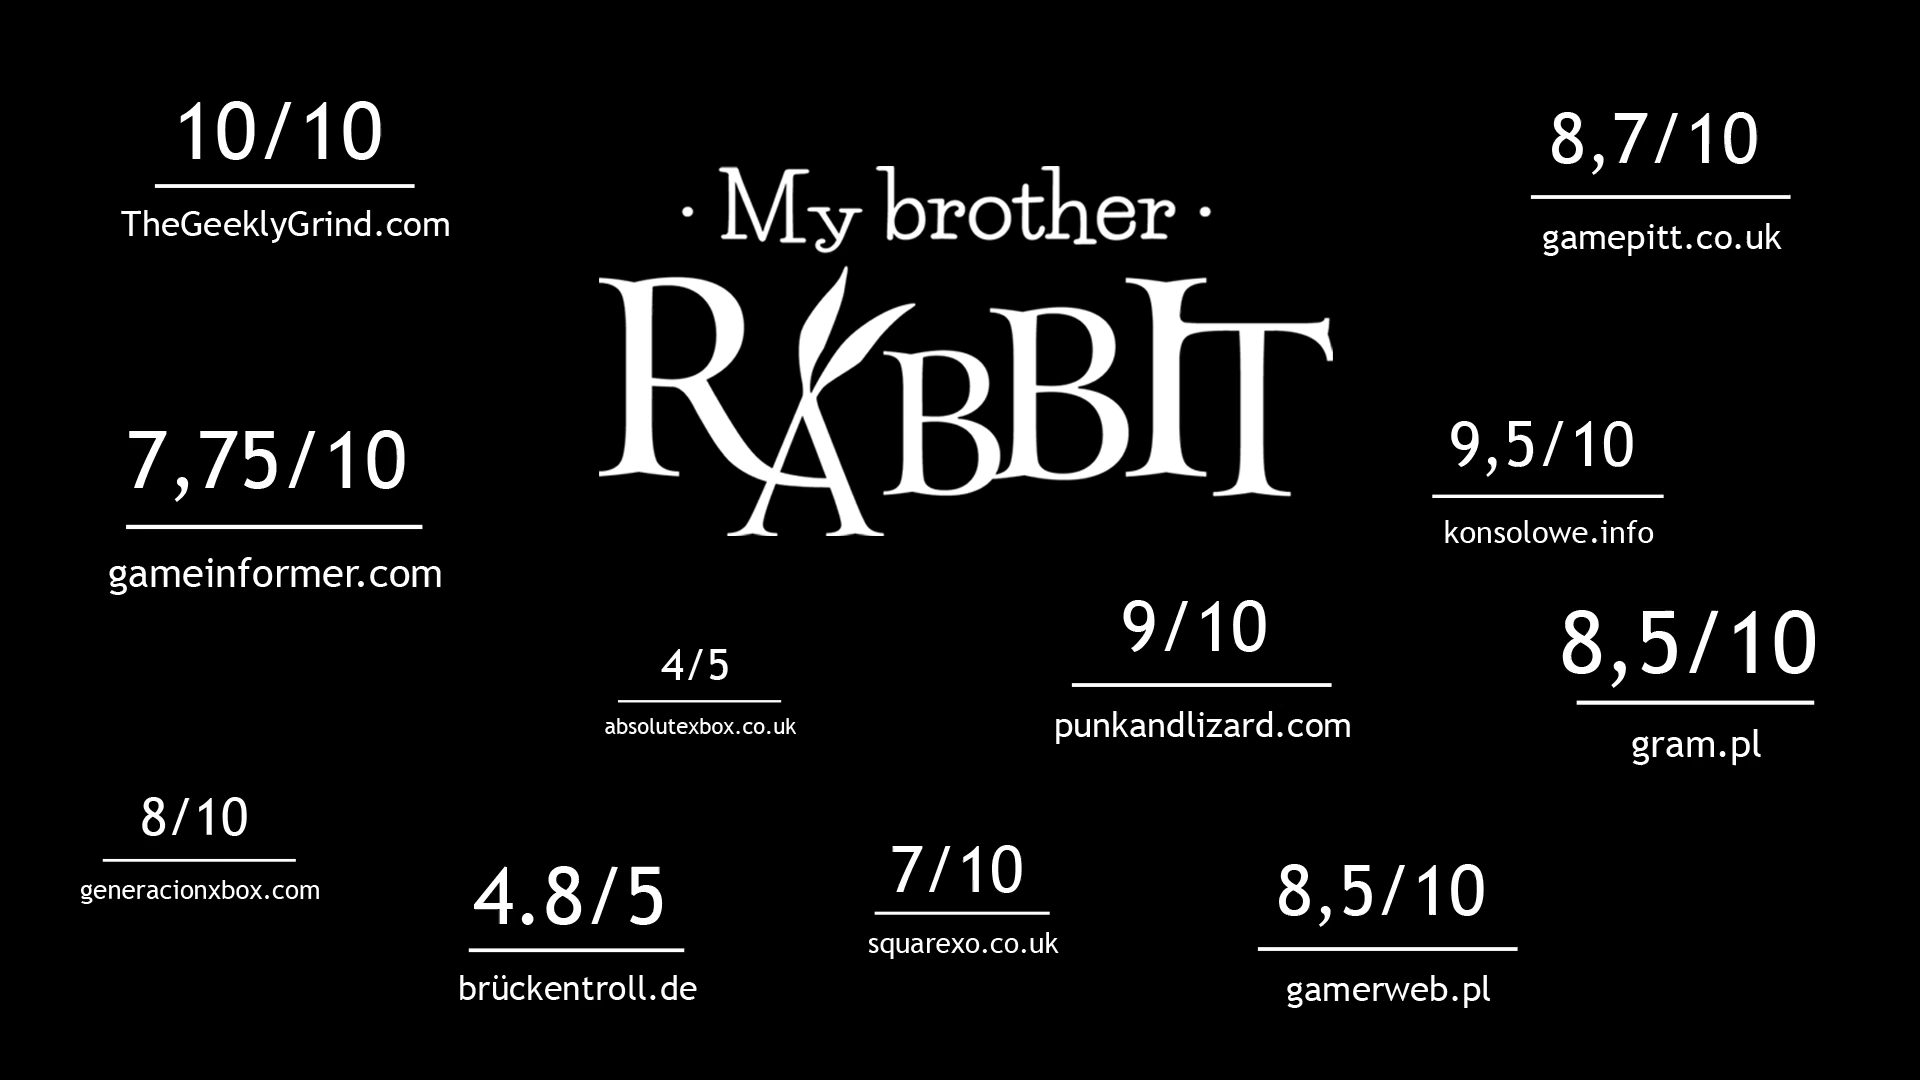 · My brother ·
RABBIT
10/10
TheGeeklyGrind.com
8,7/10
gamepitt.co.uk
7,75/10
gameinformer.com
9,5/10
konsolowe.info
4/5
absolutexbox.co.uk
9/10
punkandlizard.com
8,5/10
gram.pl
8/10
generacionxbox.com
4.8/5
brückentroll.de
7/10
squarexo.co.uk
8,5/10
gamerweb.pl